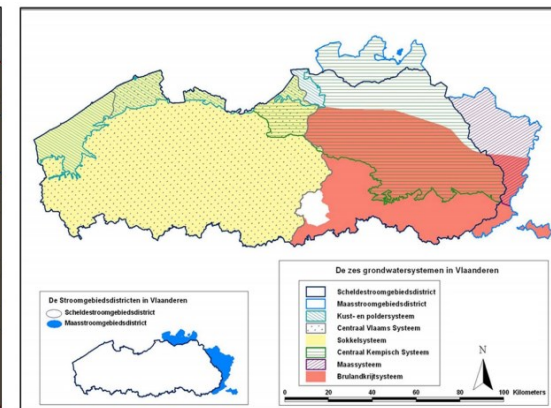 De Stroomgebiedsdistricten in Vlaanderen
Scheldestroomgebiedsdistrict
Maasstroomgebiedsdistrict
De zes grondwatersystemen in Vlaanderen
Scheldestroomgebiedsdistrict
Maasstroomgebiedsdistrict
Kust- en poldersysteem
Centraal Vlaams Systeem
Sokkelsysteem
Centraal Kempisch Systeem
Maassysteem
Brulandkrijtsysteem
N
Kilometers
0 20 40 60 80 100